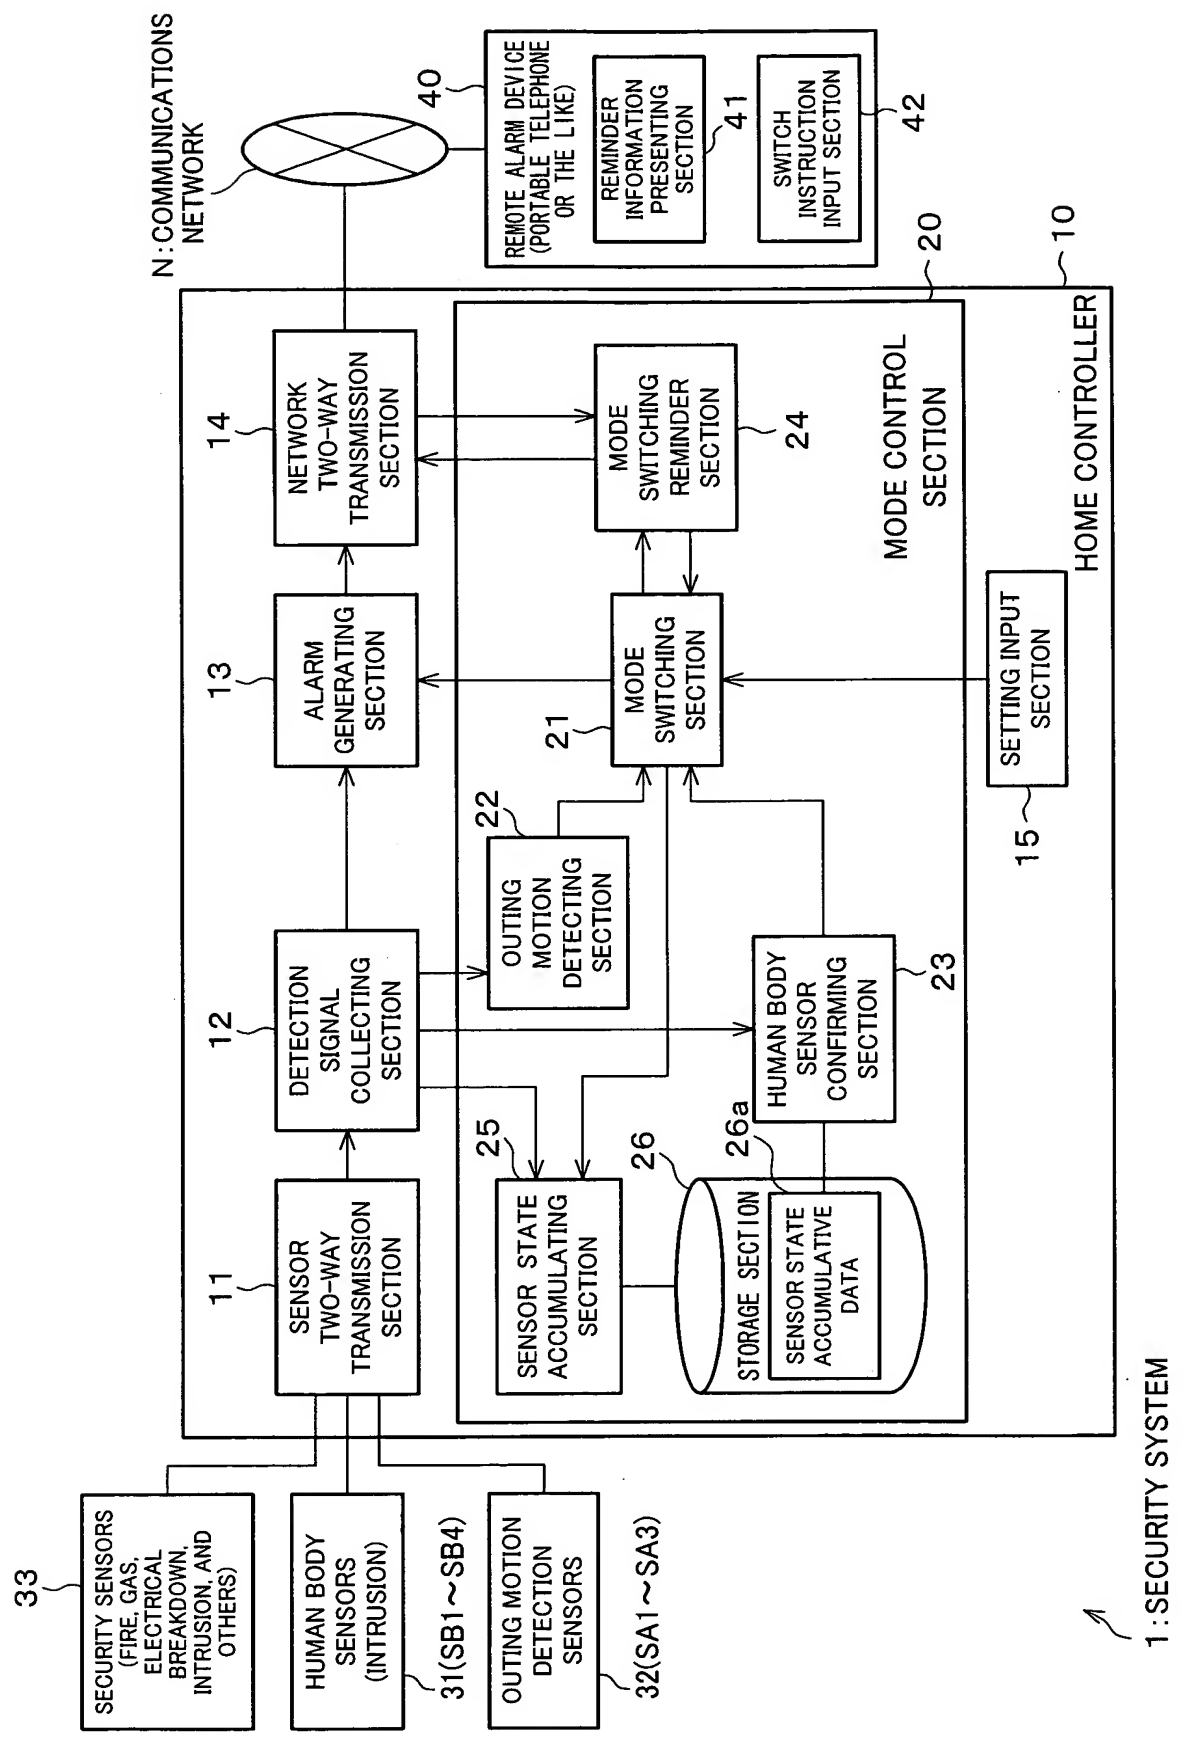 N:COMMUNICATIONS
NETWORK
40
REMOTE ALARM DEVICE
(PORTABLE TELEPHONE
OR THE LIKE)
REMINDER
INFORMATION
PRESENTING
SECTION
41
SWITCH
INSTRUCTION
INPUT SECTION
42
33
SECURITY SENSORS
(FIRE, GAS,
ELECTRICAL
BREAKDOWN,
INTRUSION, AND
OTHERS)
HUMAN BODY
SENSORS
(INTRUSION)
31(SB1~SB4)
OUTING MOTION
DETECTION
SENSORS
32(SA1~SA3)
11
SENSOR
TWO-WAY
TRANSMISSION
SECTION
12
DETECTION
SIGNAL
COLLECTING
SECTION
13
ALARM
GENERATING
SECTION
14
NETWORK
TWO-WAY
TRANSMISSION
SECTION
25
SENSOR STATE
ACCUMULATING
SECTION
22
OUTING
MOTION
DETECTING
SECTION
21
MODE
SWITCHING
SECTION
MODE
SWITCHING
REMINDER
SECTION
24
26
STORAGE SECTION
26a
SENSOR STATE
ACCUMULATIVE
DATA
HUMAN BODY
SENSOR
CONFIRMING
SECTION
23
MODE CONTROL
SECTION
20
SETTING INPUT
SECTION
15
HOME CONTROLLER
10
1:SECURITY SYSTEM